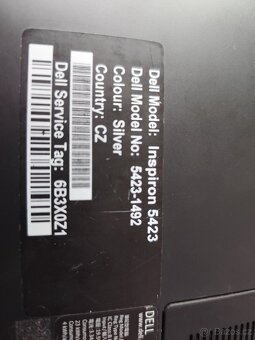 Dell Model: Inspiron 5423
Dell Model No: 5423-1492
Colour: Silver
Country: CZ
Dell Service Tag: 6B3X0Z1
DELL